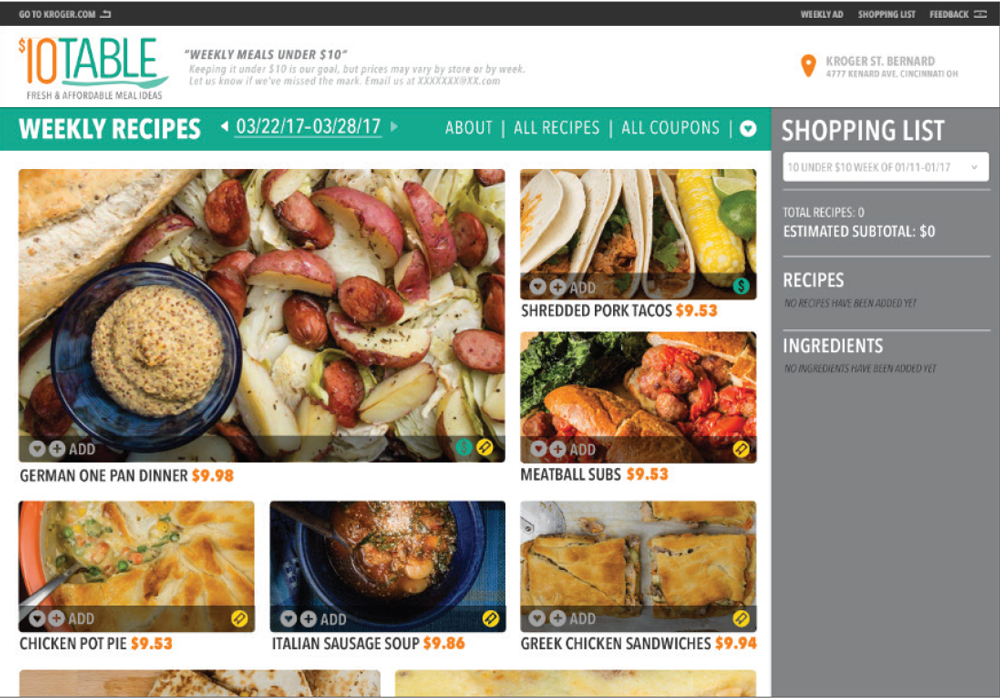 GO TO KROGER.COM
WEEKLY AD SHOPPING LIST FEEDBACK
$10TABLE
FRESH & AFFORDABLE MEAL IDEAS
"WEEKLY MEALS UNDER $10"
Keeping it under $10 is our goal, but prices may vary by store or by week.
Let us know if we've missed the mark. Email us at XXXXXXX@XX.com
KROGER ST. BERNARD
4777 KENARD AVE. CINCINNATI OH
WEEKLY RECIPES 03/22/17-03/28/17 ABOUT | ALL RECIPES | ALL COUPONS |
ADD
$
GERMAN ONE PAN DINNER $9.98
ADD
$
SHREDDED PORK TACOS $9.53
ADD
MEATBALL SUBS $9.53
ADD
CHICKEN POT PIE $9.53
ADD
ITALIAN SAUSAGE SOUP $9.86
ADD
GREEK CHICKEN SANDWICHES $9.94
SHOPPING LIST
10 UNDER $10 WEEK OF 01/11-01/17
TOTAL RECIPES: 0
ESTIMATED SUBTOTAL: $0
RECIPES
NO RECIPES HAVE BEEN ADDED YET
INGREDIENTS
NO INGREDIENTS HAVE BEEN ADDED YET